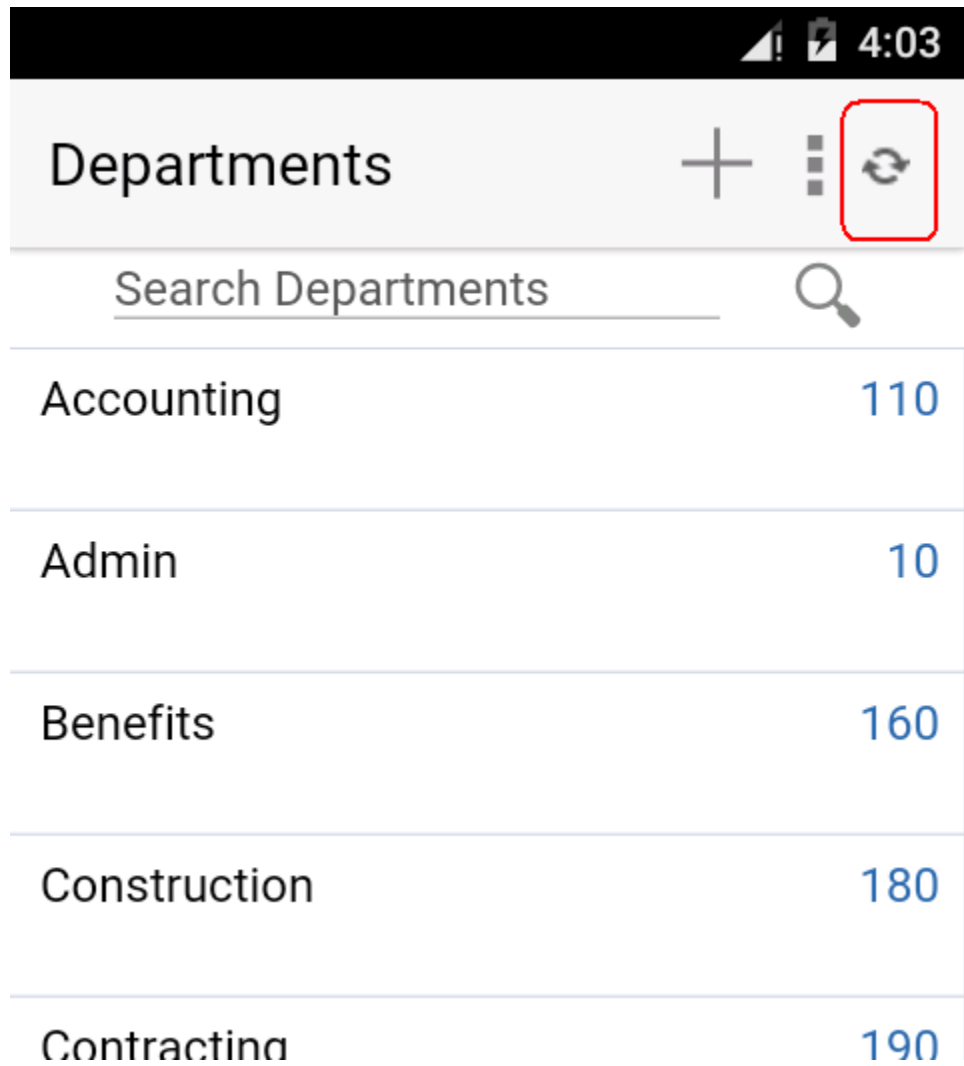 4:03
Departments
Search Departments
Accounting 110
Admin 10
Benefits 160
Construction 180
Contracting 190